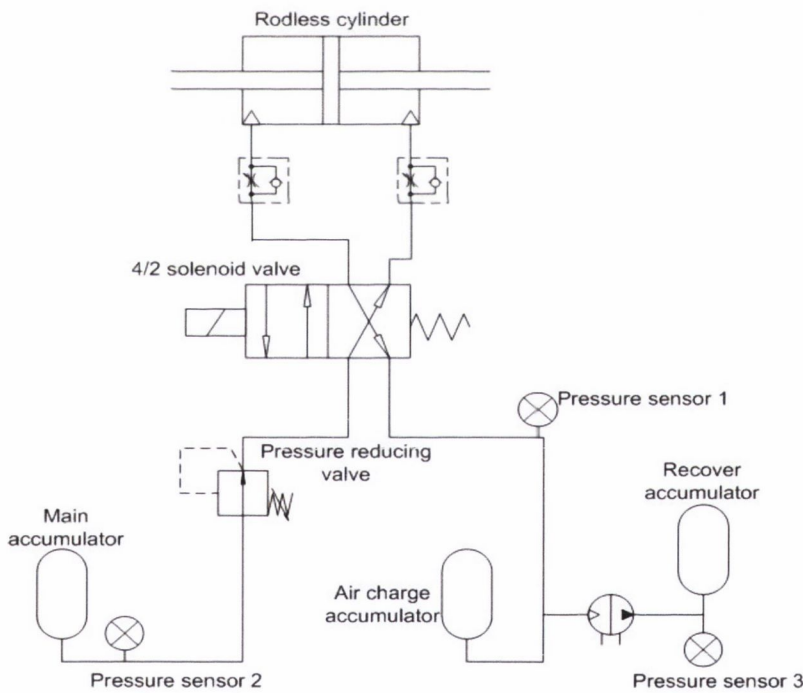 Rodless cylinder
4/2 solenoid valve
Pressure sensor 1
Pressure reducing
valve
Recover
accumulator
Main
accumulator
Air charge
accumulator
Pressure sensor 2
Pressure sensor 3